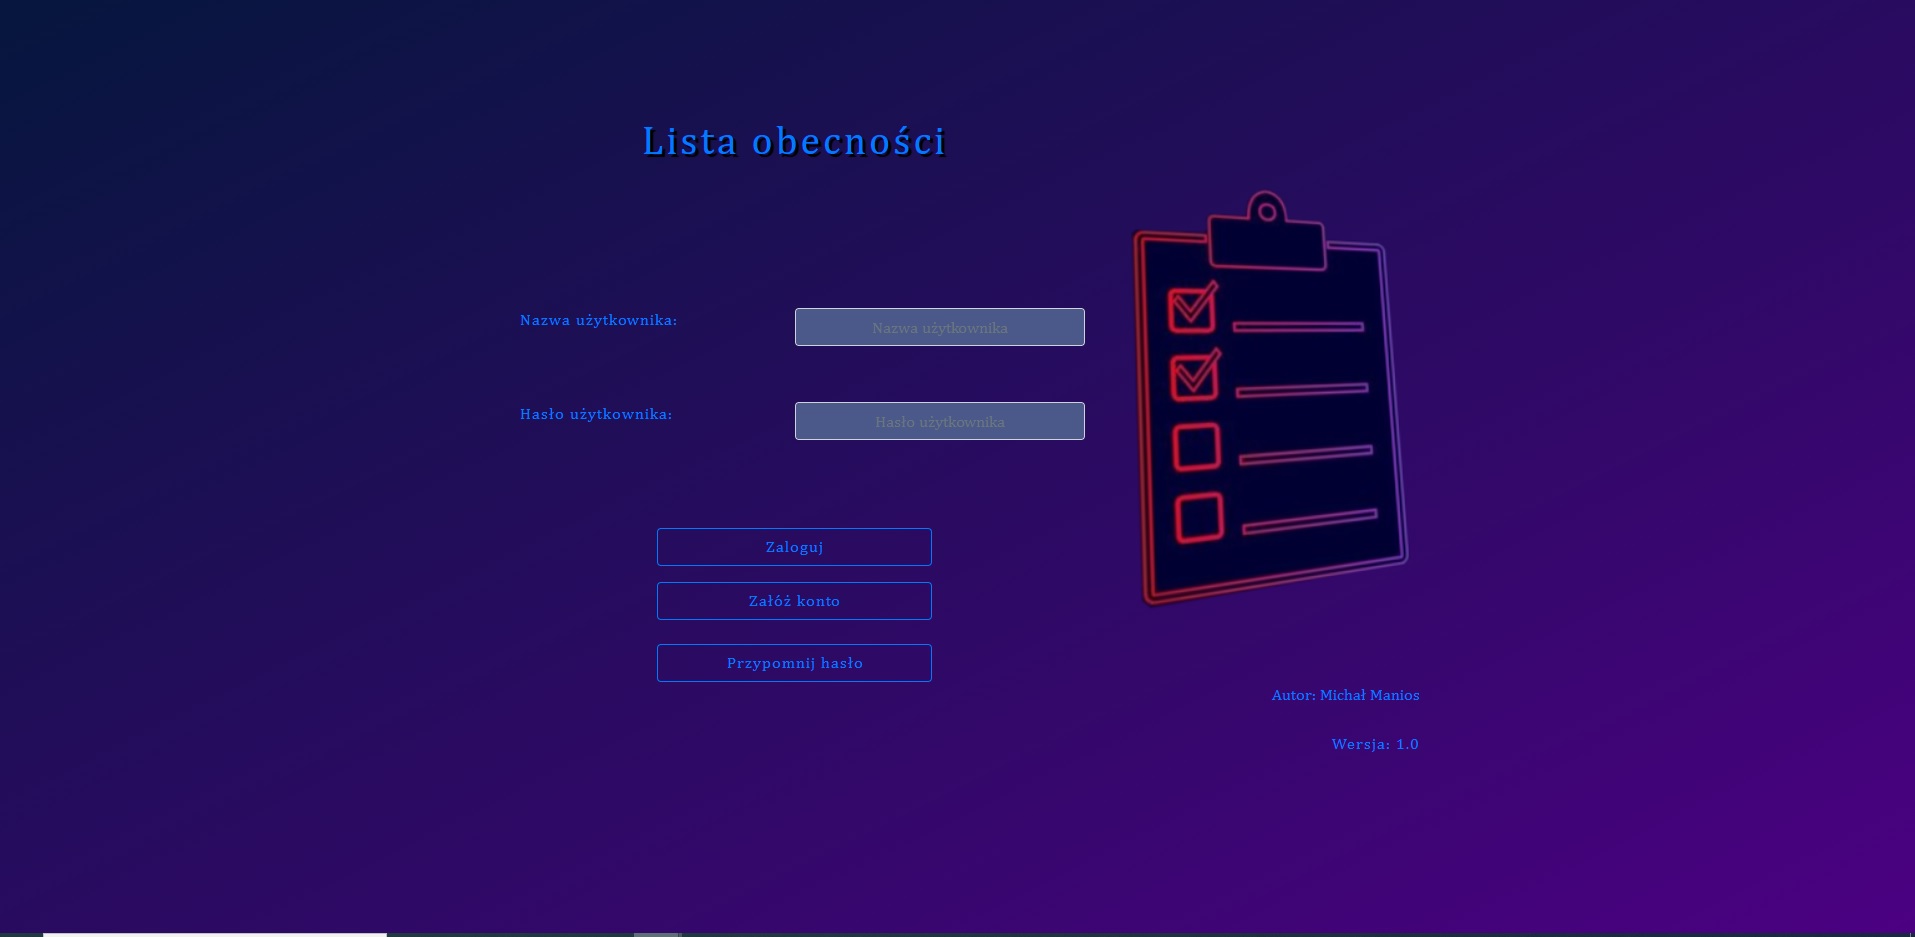 Lista obecności
Nazwa użytkownika:
Nazwa użytkownika
Hasło użytkownika:
Hasło użytkownika
Zaloguj
Załóż konto
Przypomnij hasło
Autor: Michał Manios
Wersja: 1.0